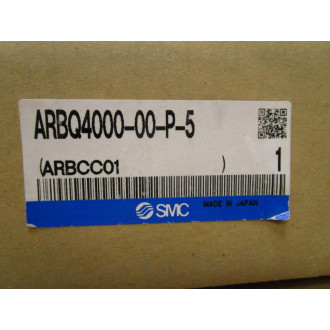 ARBQ4000-00-P-5
(ARBCC01 ) 1
SMC MADE IN JAPAN